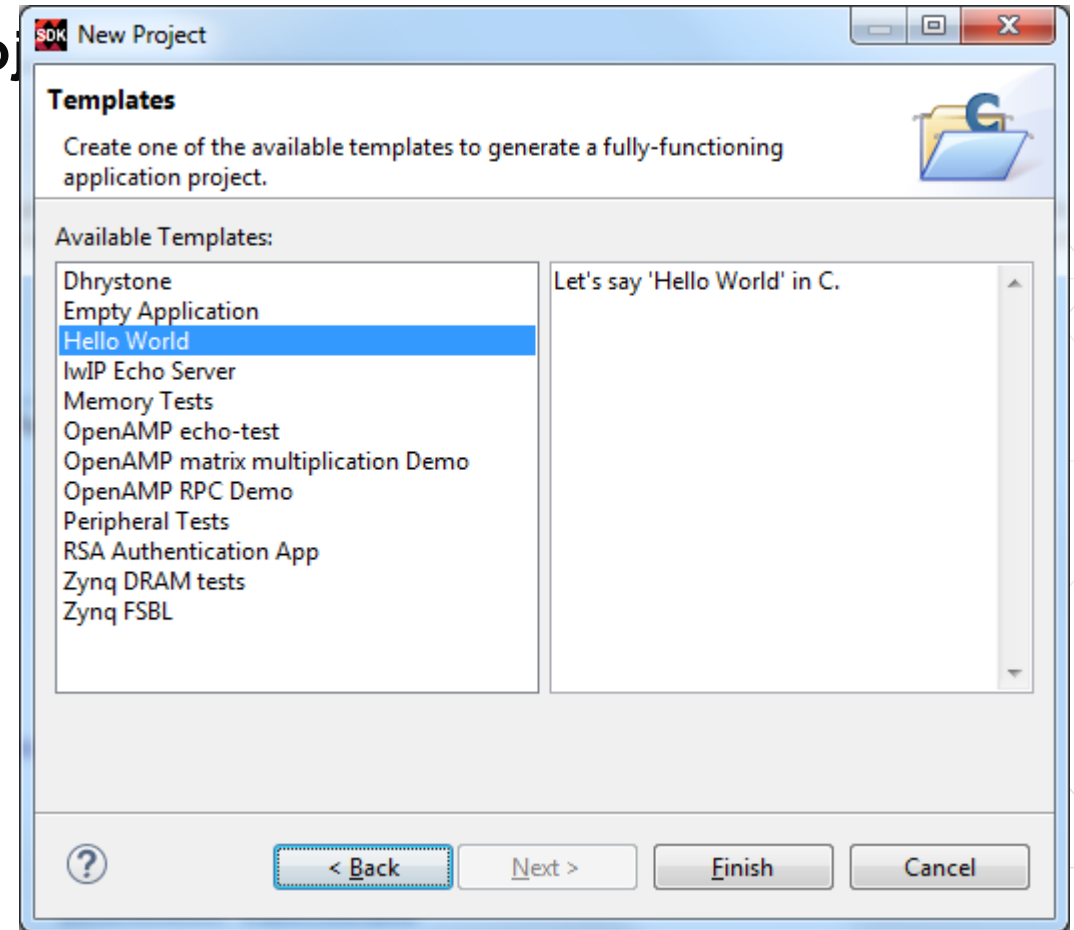 oj
SDK New Project
Templates
Create one of the available templates to generate a fully-functioning
application project.
Available Templates:
Dhrystone
Empty Application
Hello World
lwIP Echo Server
Memory Tests
OpenAMP echo-test
OpenAMP matrix multiplication Demo
OpenAMP RPC Demo
Peripheral Tests
RSA Authentication App
Zynq DRAM tests
Zynq FSBL
Let's say 'Hello World' in C.
?
< Back
Next >
Finish
Cancel